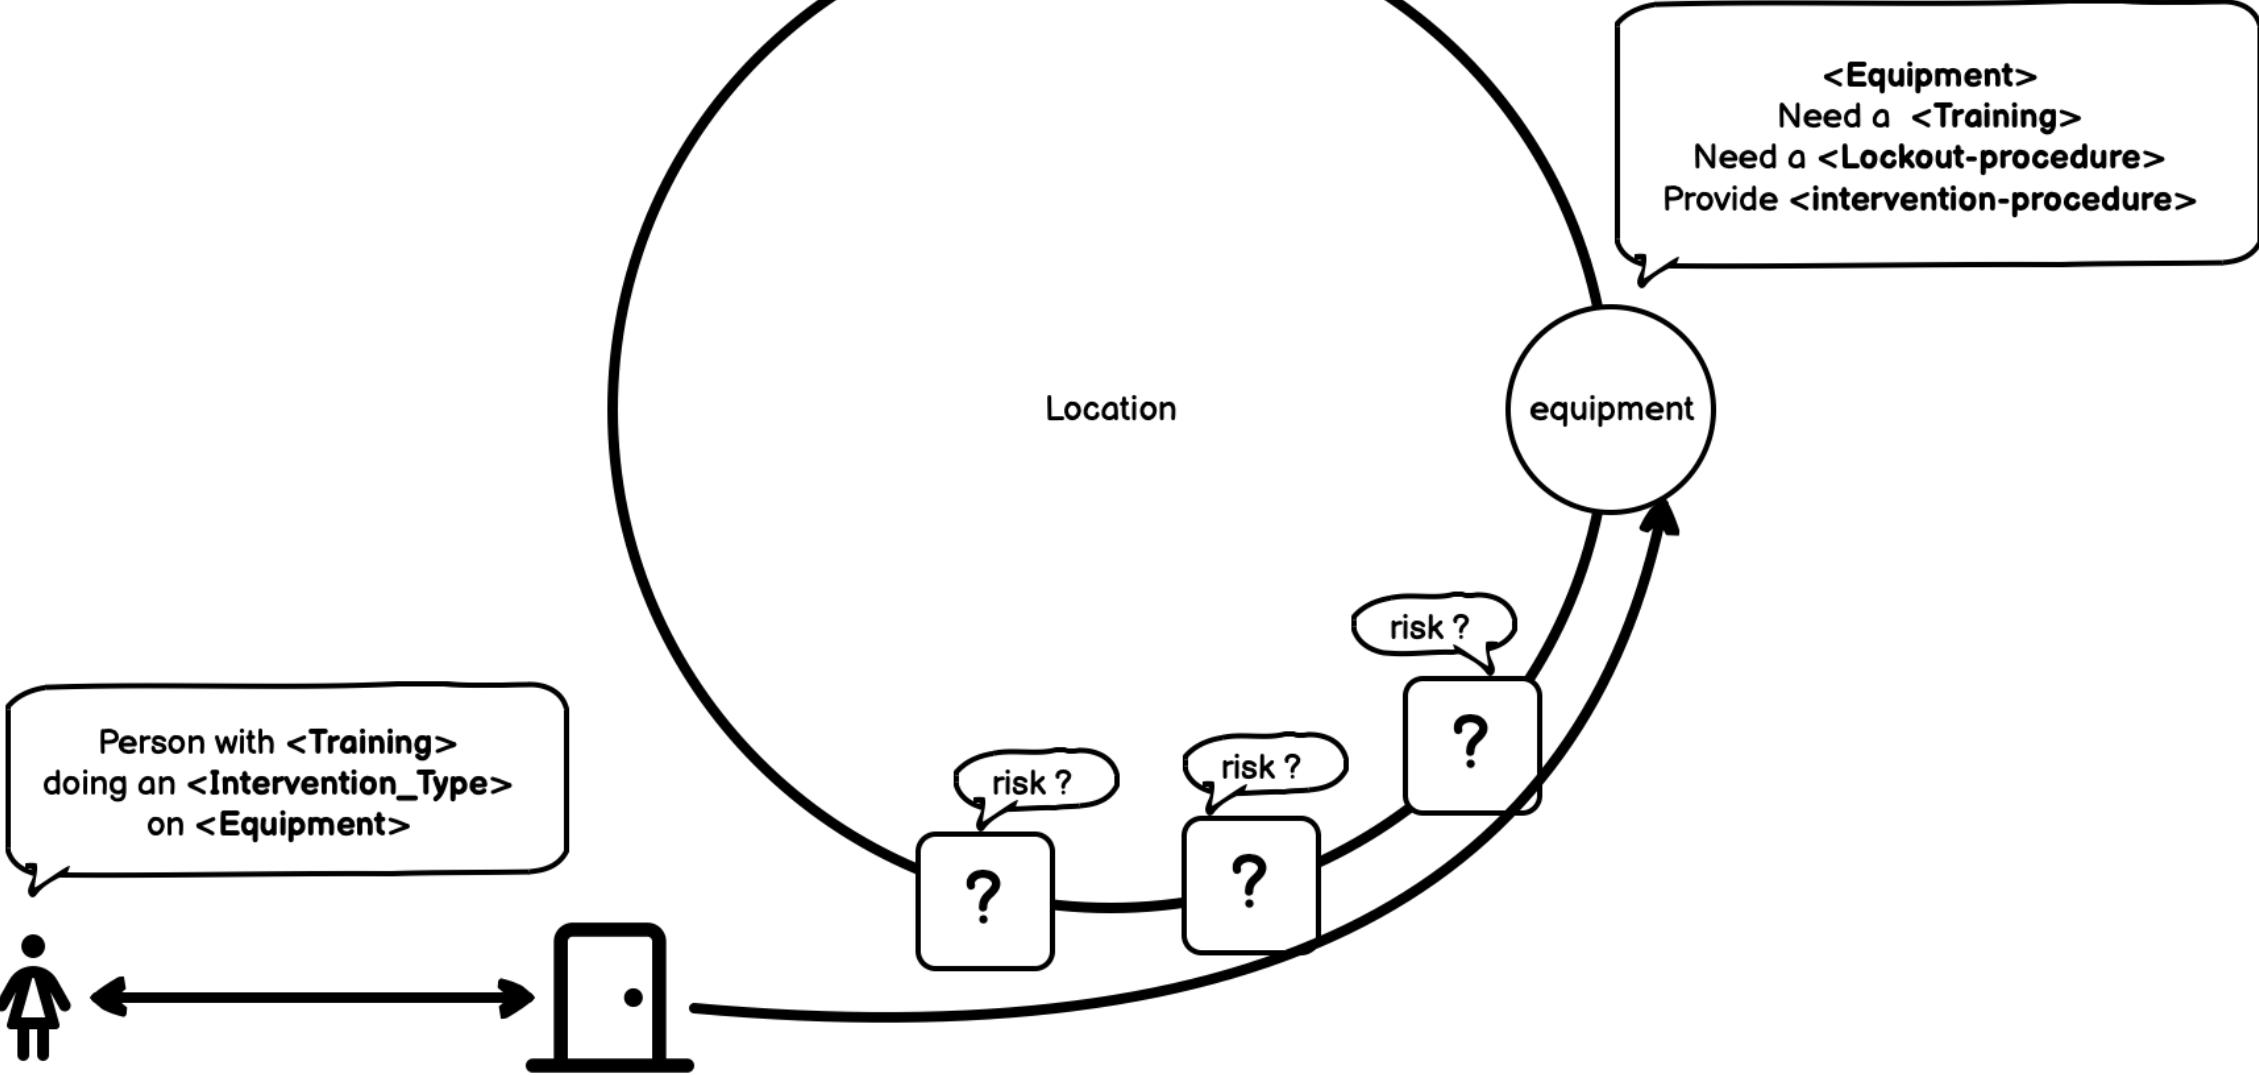 <Equipment>
Need a <Training>
Need a <Lockout-procedure>
Provide <intervention-procedure>
Location
equipment
risk ?
risk ?
risk ?
?
?
?
Person with <Training>
doing an <Intervention_Type>
on <Equipment>